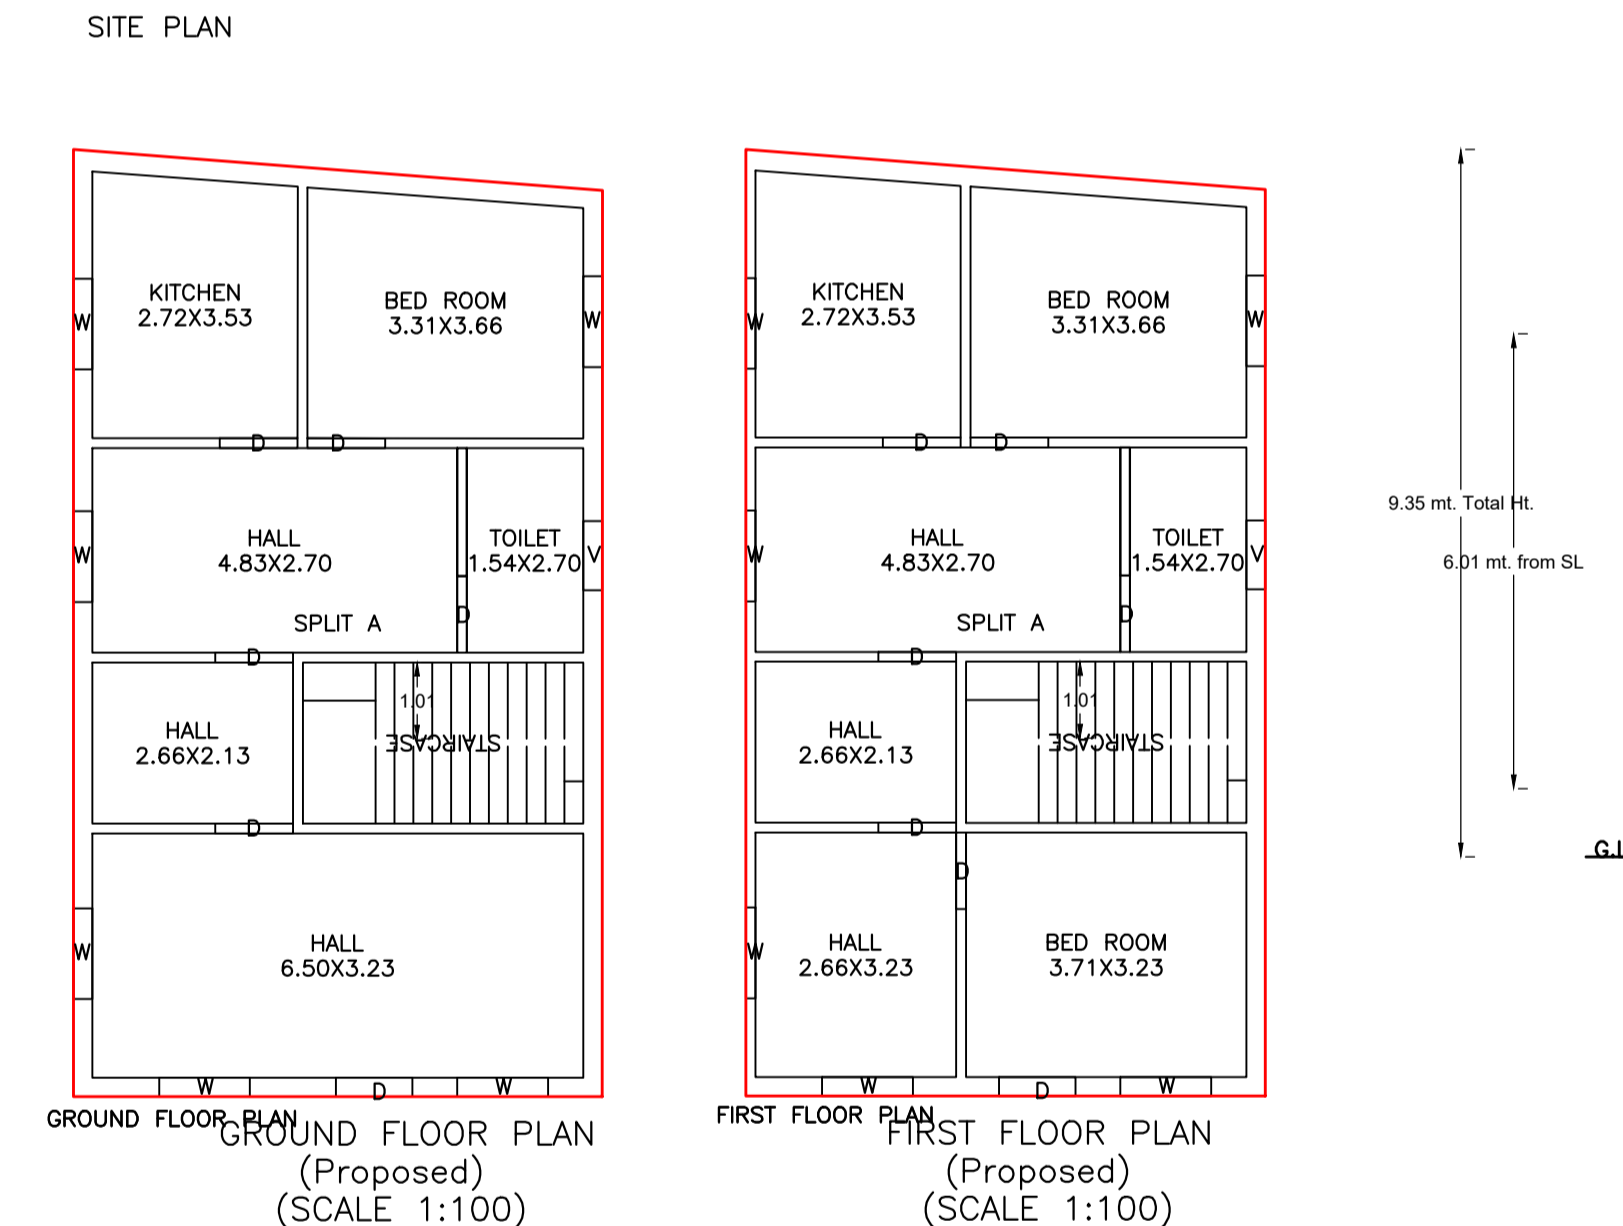 SITE PLAN
KITCHEN
2.72X3.53
BED ROOM
3.31X3.66
W
W
D
D
HALL
4.83X2.70
TOILET
1.54X2.70
W
V
SPLIT A
D
D
HALL
2.66X2.13
1.01
STAIRCASE
D
HALL
6.50X3.23
W
W
D
W
GROUND FLOOR PLAN
GROUND FLOOR PLAN
(Proposed)
(SCALE 1:100)
KITCHEN
2.72X3.53
BED ROOM
3.31X3.66
W
W
D
D
HALL
4.83X2.70
TOILET
1.54X2.70
W
V
SPLIT A
D
D
HALL
2.66X2.13
1.01
STAIRCASE
D
D
HALL
2.66X3.23
BED ROOM
3.71X3.23
W
W
D
W
FIRST FLOOR PLAN
FIRST FLOOR PLAN
(Proposed)
(SCALE 1:100)
9.35 mt. Total Ht.
6.01 mt. from SL